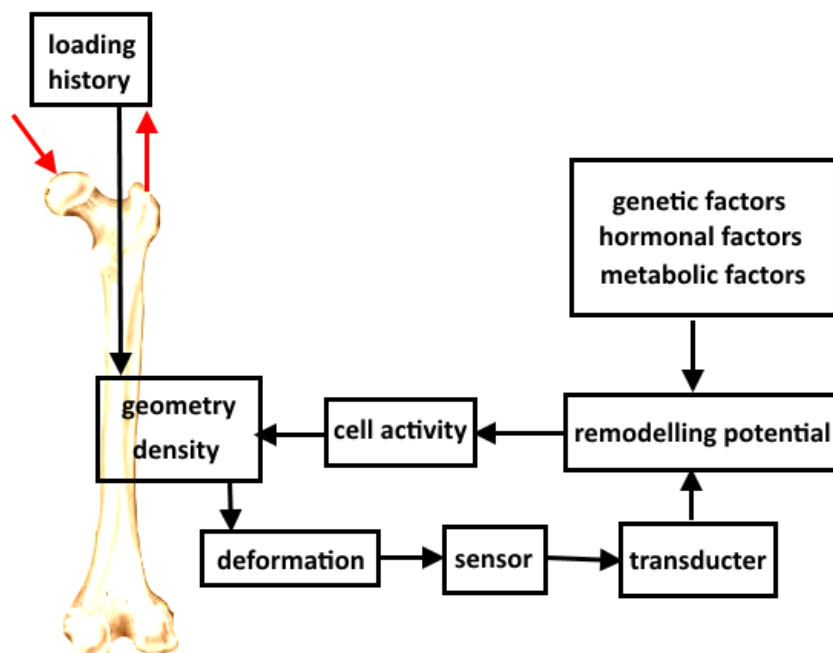 loading
history
genetic factors
hormonal factors
metabolic factors
geometry
density
cell activity
remodelling potential
deformation
sensor
transducter